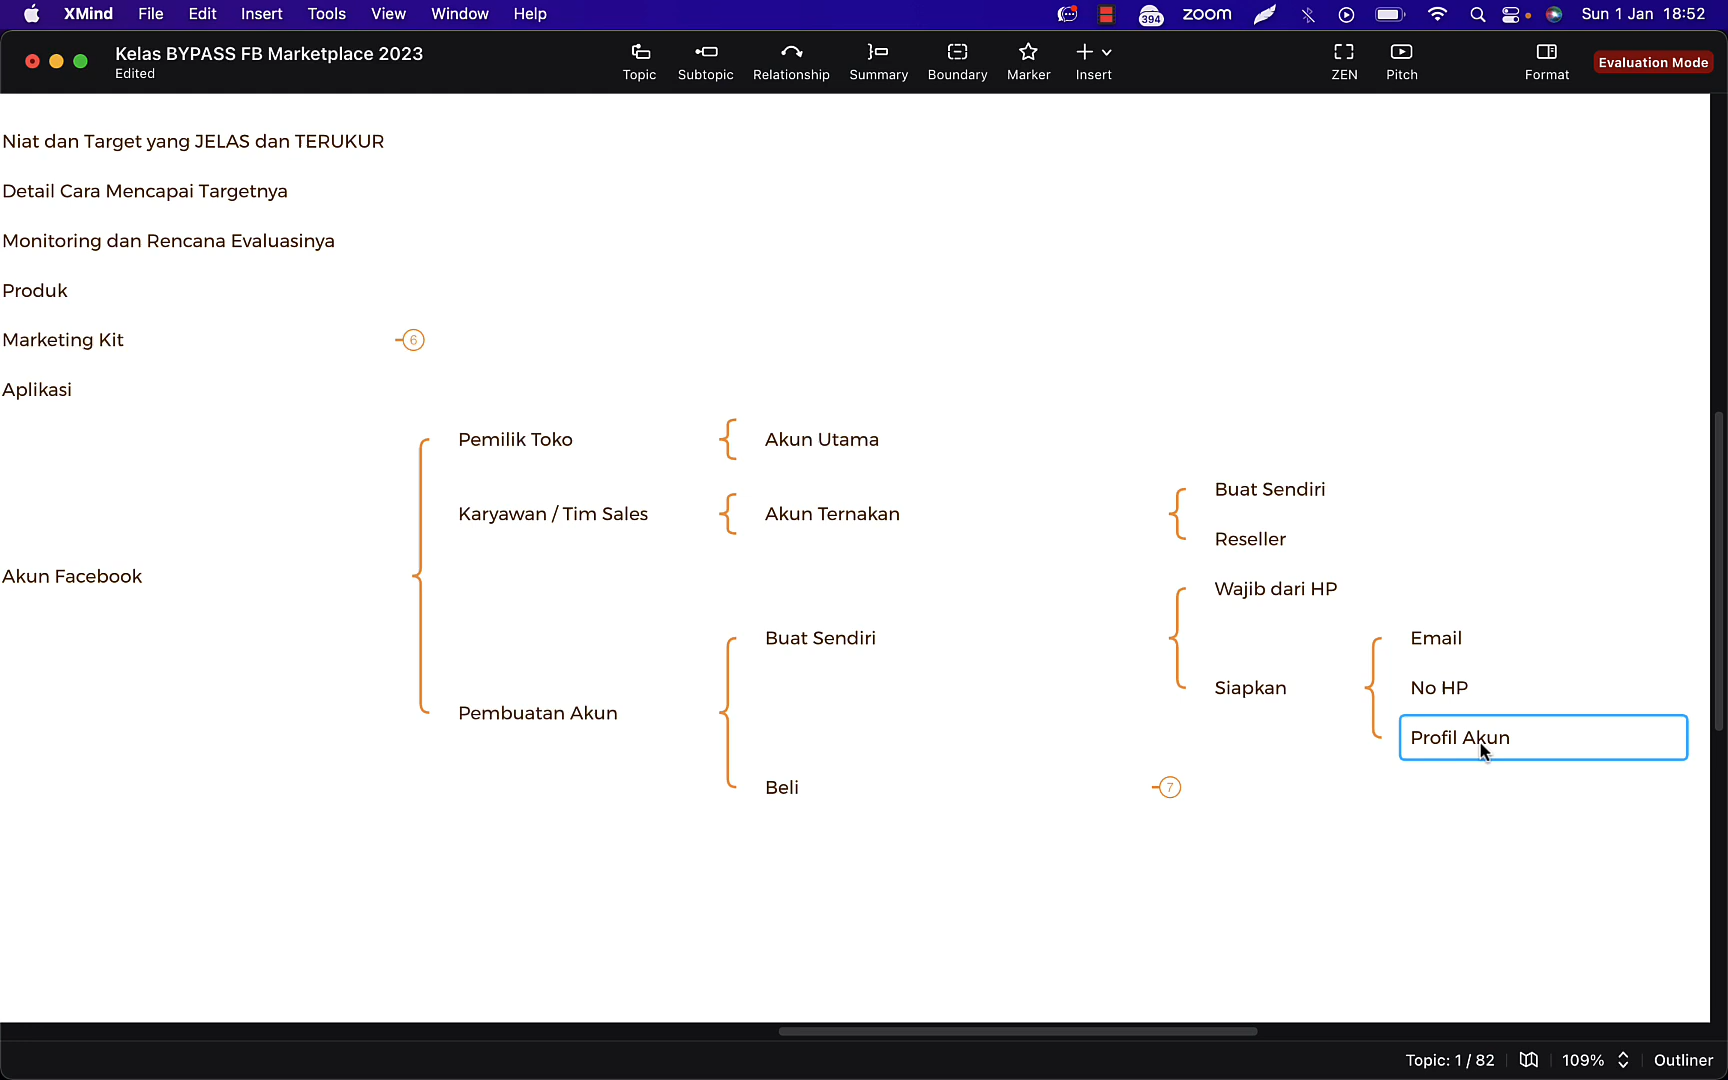 XMind File Edit Insert Tools View Window Help
394 zoom Sun 1 Jan 18:52
Kelas BYPASS FB Marketplace 2023
Edited
Topic Subtopic Relationship Summary Boundary Marker Insert ZEN Pitch Format Evaluation Mode
Niat dan Target yang JELAS dan TERUKUR
Detail Cara Mencapai Targetnya
Monitoring dan Rencana Evaluasinya
Produk
Marketing Kit 6
Aplikasi
Akun Facebook
Pemilik Toko Akun Utama
Karyawan / Tim Sales Akun Ternakan
Buat Sendiri
Reseller
Pembuatan Akun
Buat Sendiri
Wajib dari HP
Siapkan
Email
No HP
Profil Akun
Beli 7
Topic: 1 / 82 109% Outliner